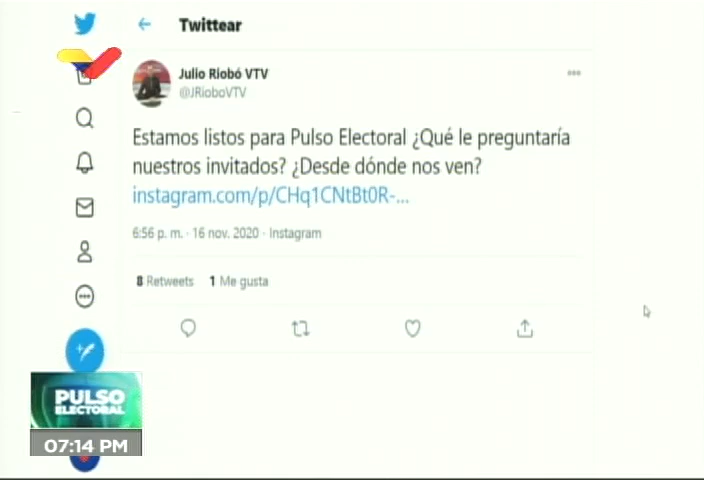 Twittear
Julio Riobó VTV
@JRioboVTV
Estamos listos para Pulso Electoral ¿Qué le preguntaría
nuestros invitados? ¿Desde dónde nos ven?
instagram.com/p/CHq1CNtBt0R-...
6:56 p. m. · 16 nov. 2020 · Instagram
8 Retweets 1 Me gusta
PULSO
ELECTORAL
07:14 PM